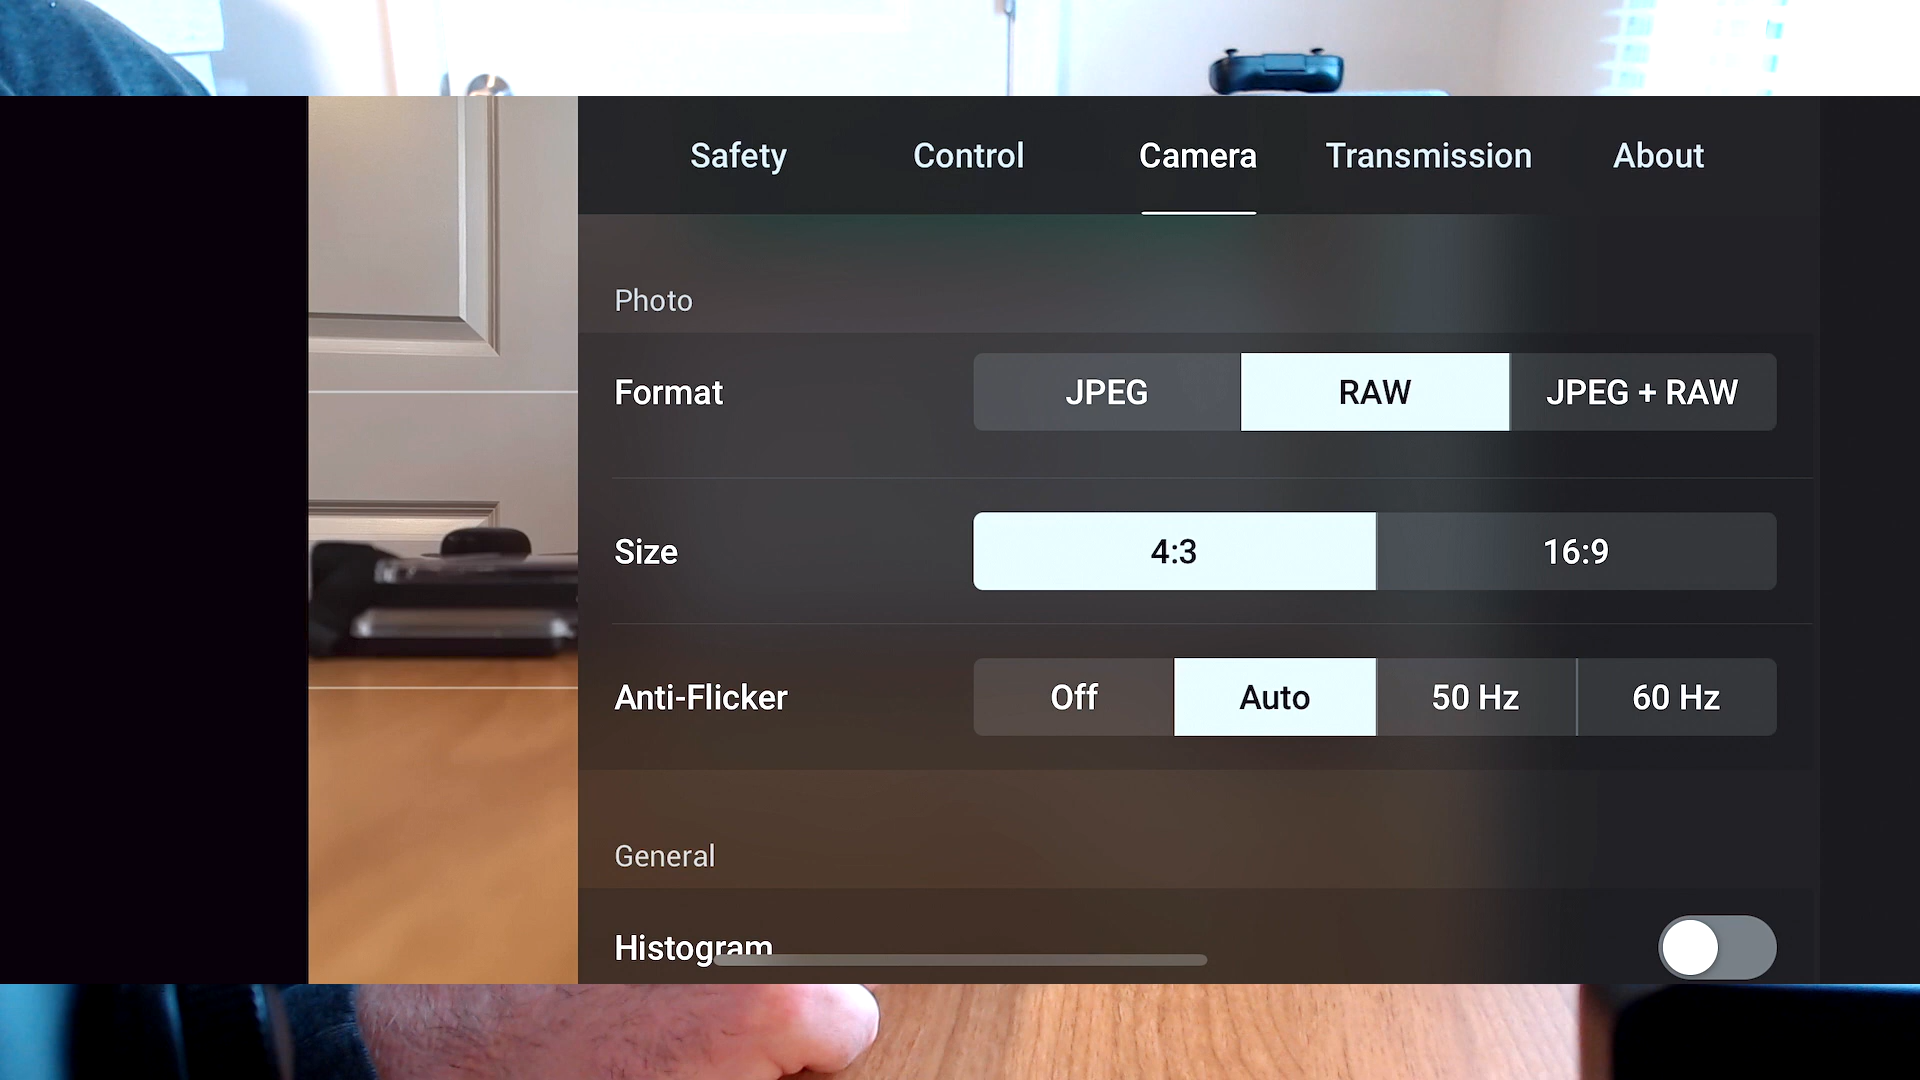 Safety Control Camera Transmission About
Photo
Format JPEG RAW JPEG + RAW
Size 4:3 16:9
Anti-Flicker Off Auto 50 Hz 60 Hz
General
Histogram